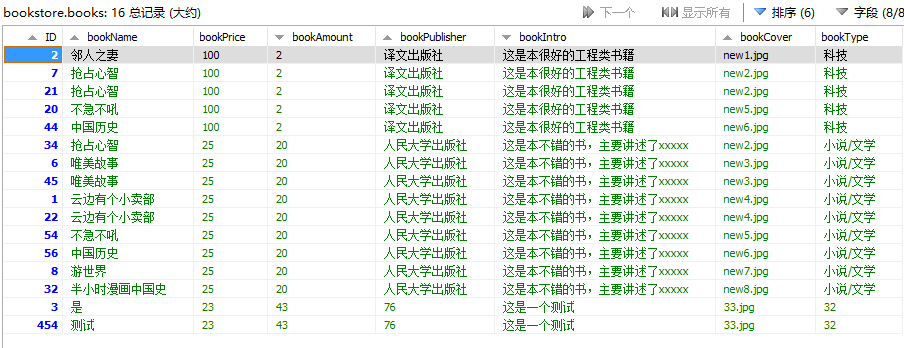 bookstore.books: 16 总记录 (大约) 下一个 显示所有 排序 (6) 字段 (8/8
ID bookName bookPrice bookAmount bookPublisher bookIntro bookCover bookType
2 邻人之妻 100 2 译文出版社 这是本很好的工程类书籍 new1.jpg 科技
7 抢占心智 100 2 译文出版社 这是本很好的工程类书籍 new2.jpg 科技
21 抢占心智 100 2 译文出版社 这是本很好的工程类书籍 new2.jpg 科技
20 不急不吼 100 2 译文出版社 这是本很好的工程类书籍 new5.jpg 科技
44 中国历史 100 2 译文出版社 这是本很好的工程类书籍 new6.jpg 科技
34 抢占心智 25 20 人民大学出版社 这是本不错的书，主要讲述了xxxxx new2.jpg 小说/文学
6 唯美故事 25 20 人民大学出版社 这是本不错的书，主要讲述了xxxxx new3.jpg 小说/文学
45 唯美故事 25 20 人民大学出版社 这是本不错的书，主要讲述了xxxxx new3.jpg 小说/文学
1 云边有个小卖部 25 20 人民大学出版社 这是本不错的书，主要讲述了xxxxx new4.jpg 小说/文学
22 云边有个小卖部 25 20 人民大学出版社 这是本不错的书，主要讲述了xxxxx new4.jpg 小说/文学
54 不急不吼 25 20 人民大学出版社 这是本不错的书，主要讲述了xxxxx new5.jpg 小说/文学
56 中国历史 25 20 人民大学出版社 这是本不错的书，主要讲述了xxxxx new6.jpg 小说/文学
8 游世界 25 20 人民大学出版社 这是本不错的书，主要讲述了xxxxx new7.jpg 小说/文学
32 半小时漫画中国史 25 20 人民大学出版社 这是本不错的书，主要讲述了xxxxx new8.jpg 小说/文学
3 是 23 43 76 这是一个测试 33.jpg 32
454 测试 23 43 76 这是一个测试 33.jpg 32